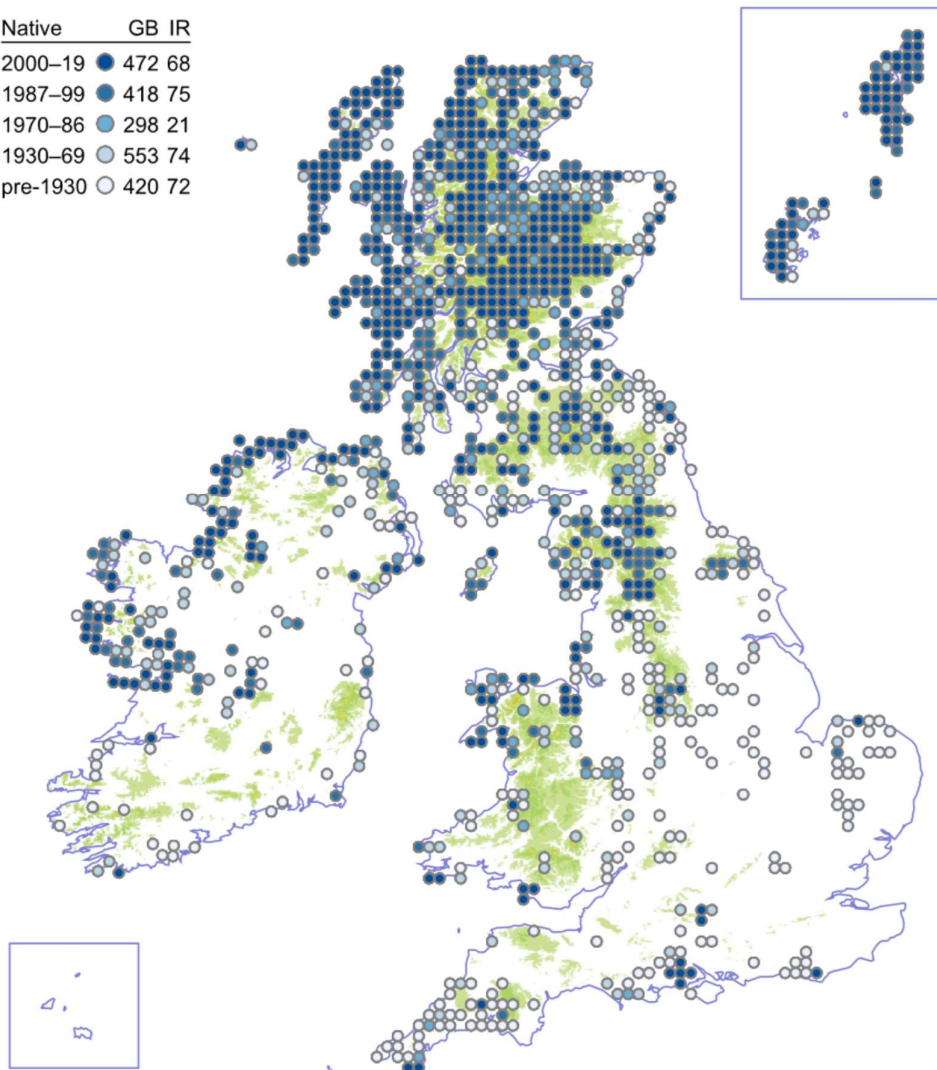 Native GB IR
2000–19 472 68
1987–99 418 75
1970–86 298 21
1930–69 553 74
pre-1930 420 72